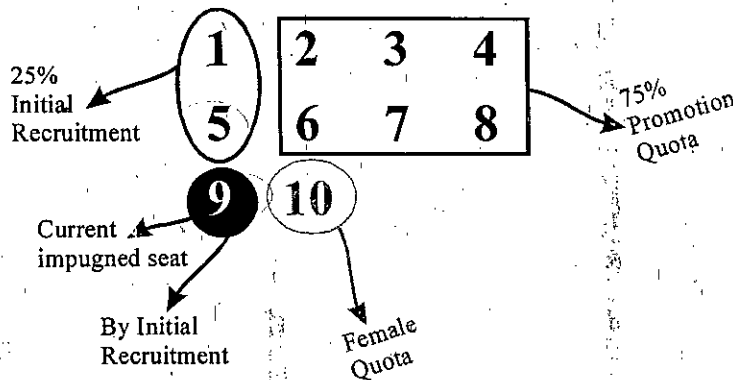 1 2 3 4
25%
Initial
Recruitment
5 6 7 8
75%
Promotion
Quota
9 10
Current
impugned seat
By Initial
Recruitment
Female
Quota